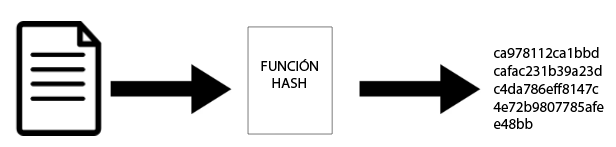 FUNCIÓN
HASH
ca978112ca1bbd
cafac231b39a23d
c4da786eff8147c
4e72b9807785afe
e48bb